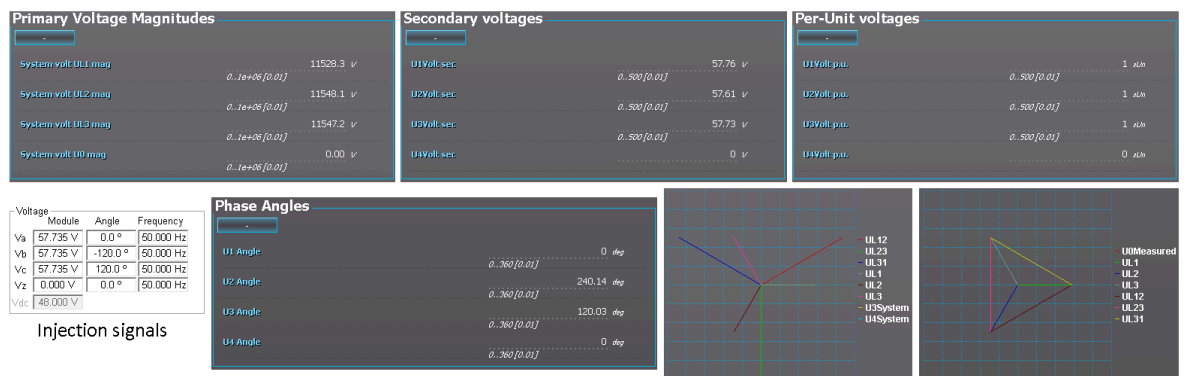 Primary Voltage Magnitudes
-
System volt UL1 mag 11528.3 V
0..1e+06 [0.01]
System volt UL2 mag 11548.1 V
0..1e+06 [0.01]
System volt UL3 mag 11547.2 V
0..1e+06 [0.01]
System volt U0 mag 0.00 V
0..1e+06 [0.01]
Secondary voltages
-
U1Volt sec 57.76 V
0..500 [0.01]
U2Volt sec 57.61 V
0..500 [0.01]
U3Volt sec 57.73 V
0..500 [0.01]
U4Volt sec 0 V
Per-Unit voltages
-
U1Volt p.u. 1 xUn
0..500 [0.01]
U2Volt p.u. 1 xUn
0..500 [0.01]
U3Volt p.u. 1 xUn
0..500 [0.01]
U4Volt p.u. 0 xUn
Voltage
Module Angle Frequency
Va 57.735 V 0.0 º 50.000 Hz
Vb 57.735 V -120.0 º 50.000 Hz
Vc 57.735 V 120.0 º 50.000 Hz
Vz 0.000 V 0.0 º 50.000 Hz
Vdc 48.000 V
Injection signals
Phase Angles
-
U1 Angle 0 deg
0..360 [0.01]
U2 Angle 240.14 deg
0..360 [0.01]
U3 Angle 120.03 deg
0..360 [0.01]
U4 Angle 0 deg
0..360 [0.01]
UL12
UL23
UL31
UL1
UL2
UL3
U3System
U4System
U0Measured
UL1
UL2
UL3
UL12
UL23
UL31